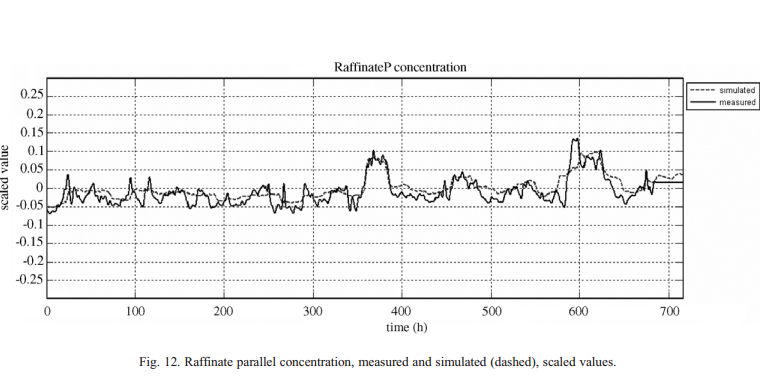 RaffinateP concentration
0.25
0.2
0.15
0.1
0.05
0
-0.05
-0.1
-0.15
-0.2
-0.25
scaled value
0 100 200 300 400 500 600 700
time (h)
simulated
measured
Fig. 12. Raffinate parallel concentration, measured and simulated (dashed), scaled values.